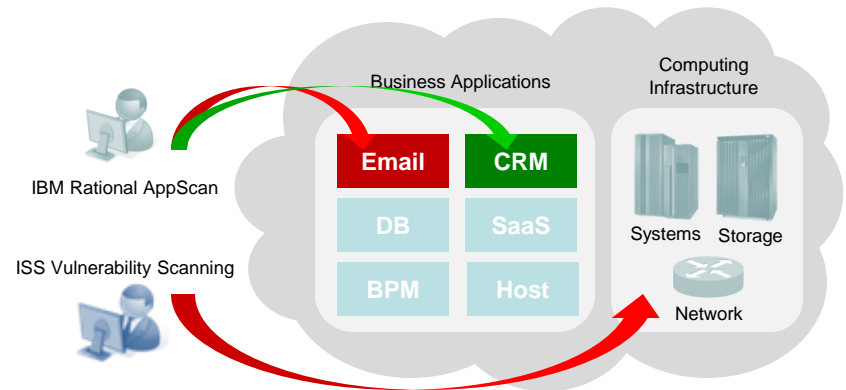 Business Applications
Computing
Infrastructure
IBM Rational AppScan
Email
CRM
DB
SaaS
BPM
Host
Systems
Storage
Network
ISS Vulnerability Scanning